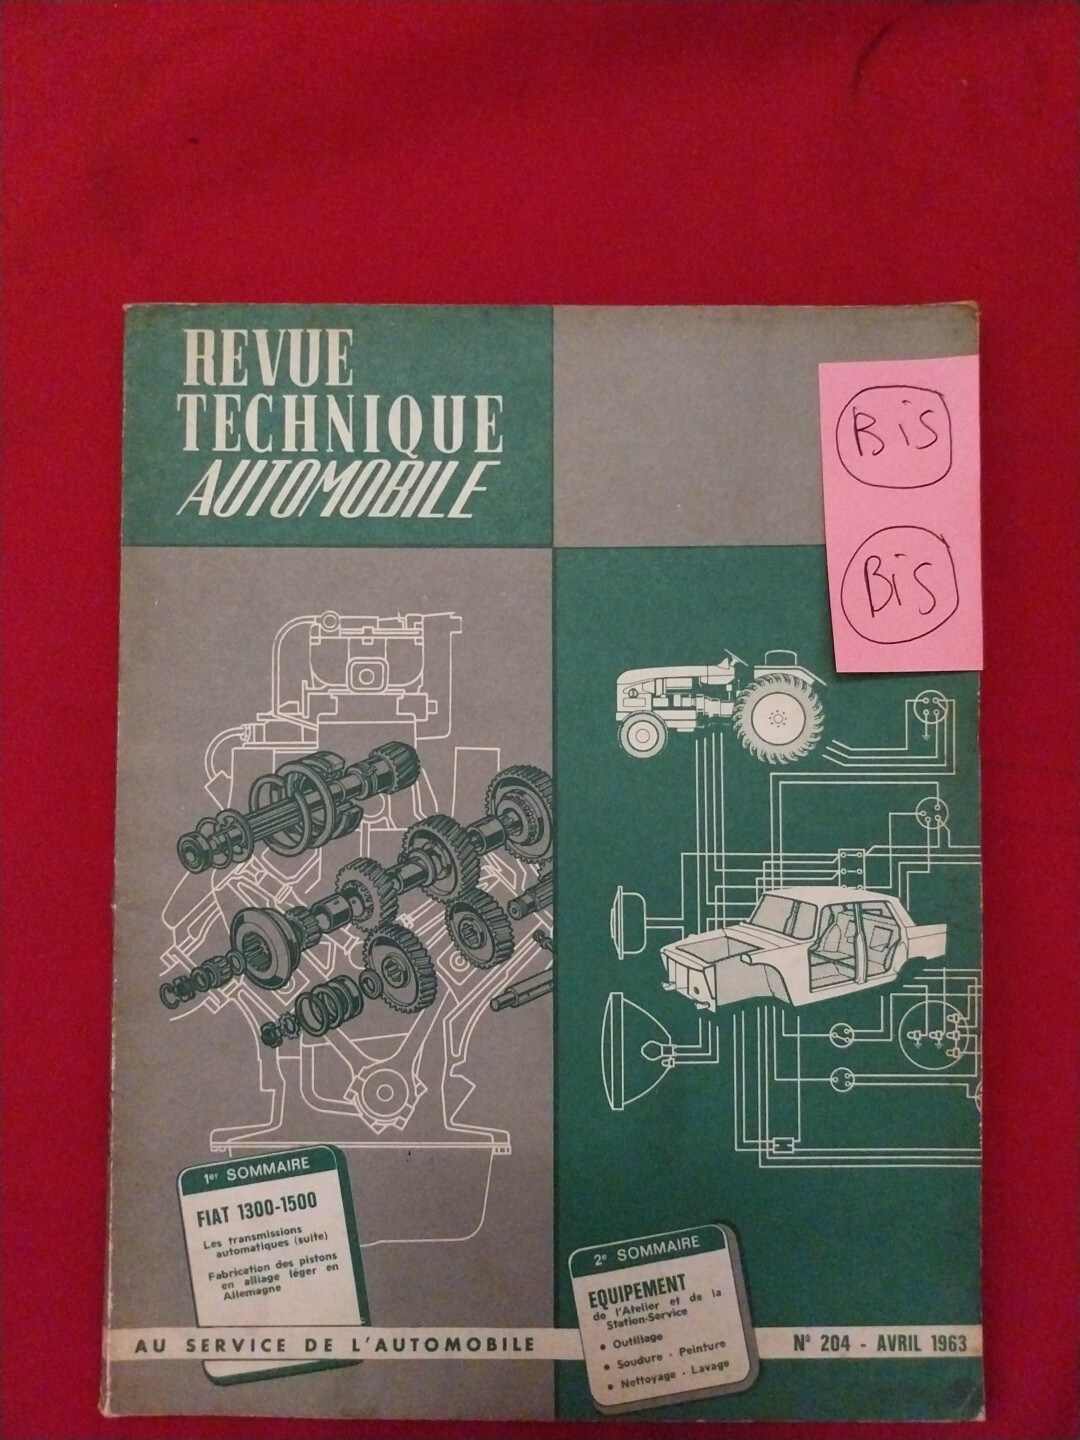 REVUE
TECHNIQUE
AUTOMOBILE
BiS
BiS
1er SOMMAIRE
FIAT 1300-1500
Les transmissions
automatiques (suite)
Fabrication des pistons
en alliage léger en
Allemagne
2e SOMMAIRE
EQUIPEMENT
de l'Atelier et de la
Station-Service
• Outillage
• Soudure - Peinture
• Nettoyage - Lavage
AU SERVICE DE L'AUTOMOBILE
N° 204 - AVRIL 1963